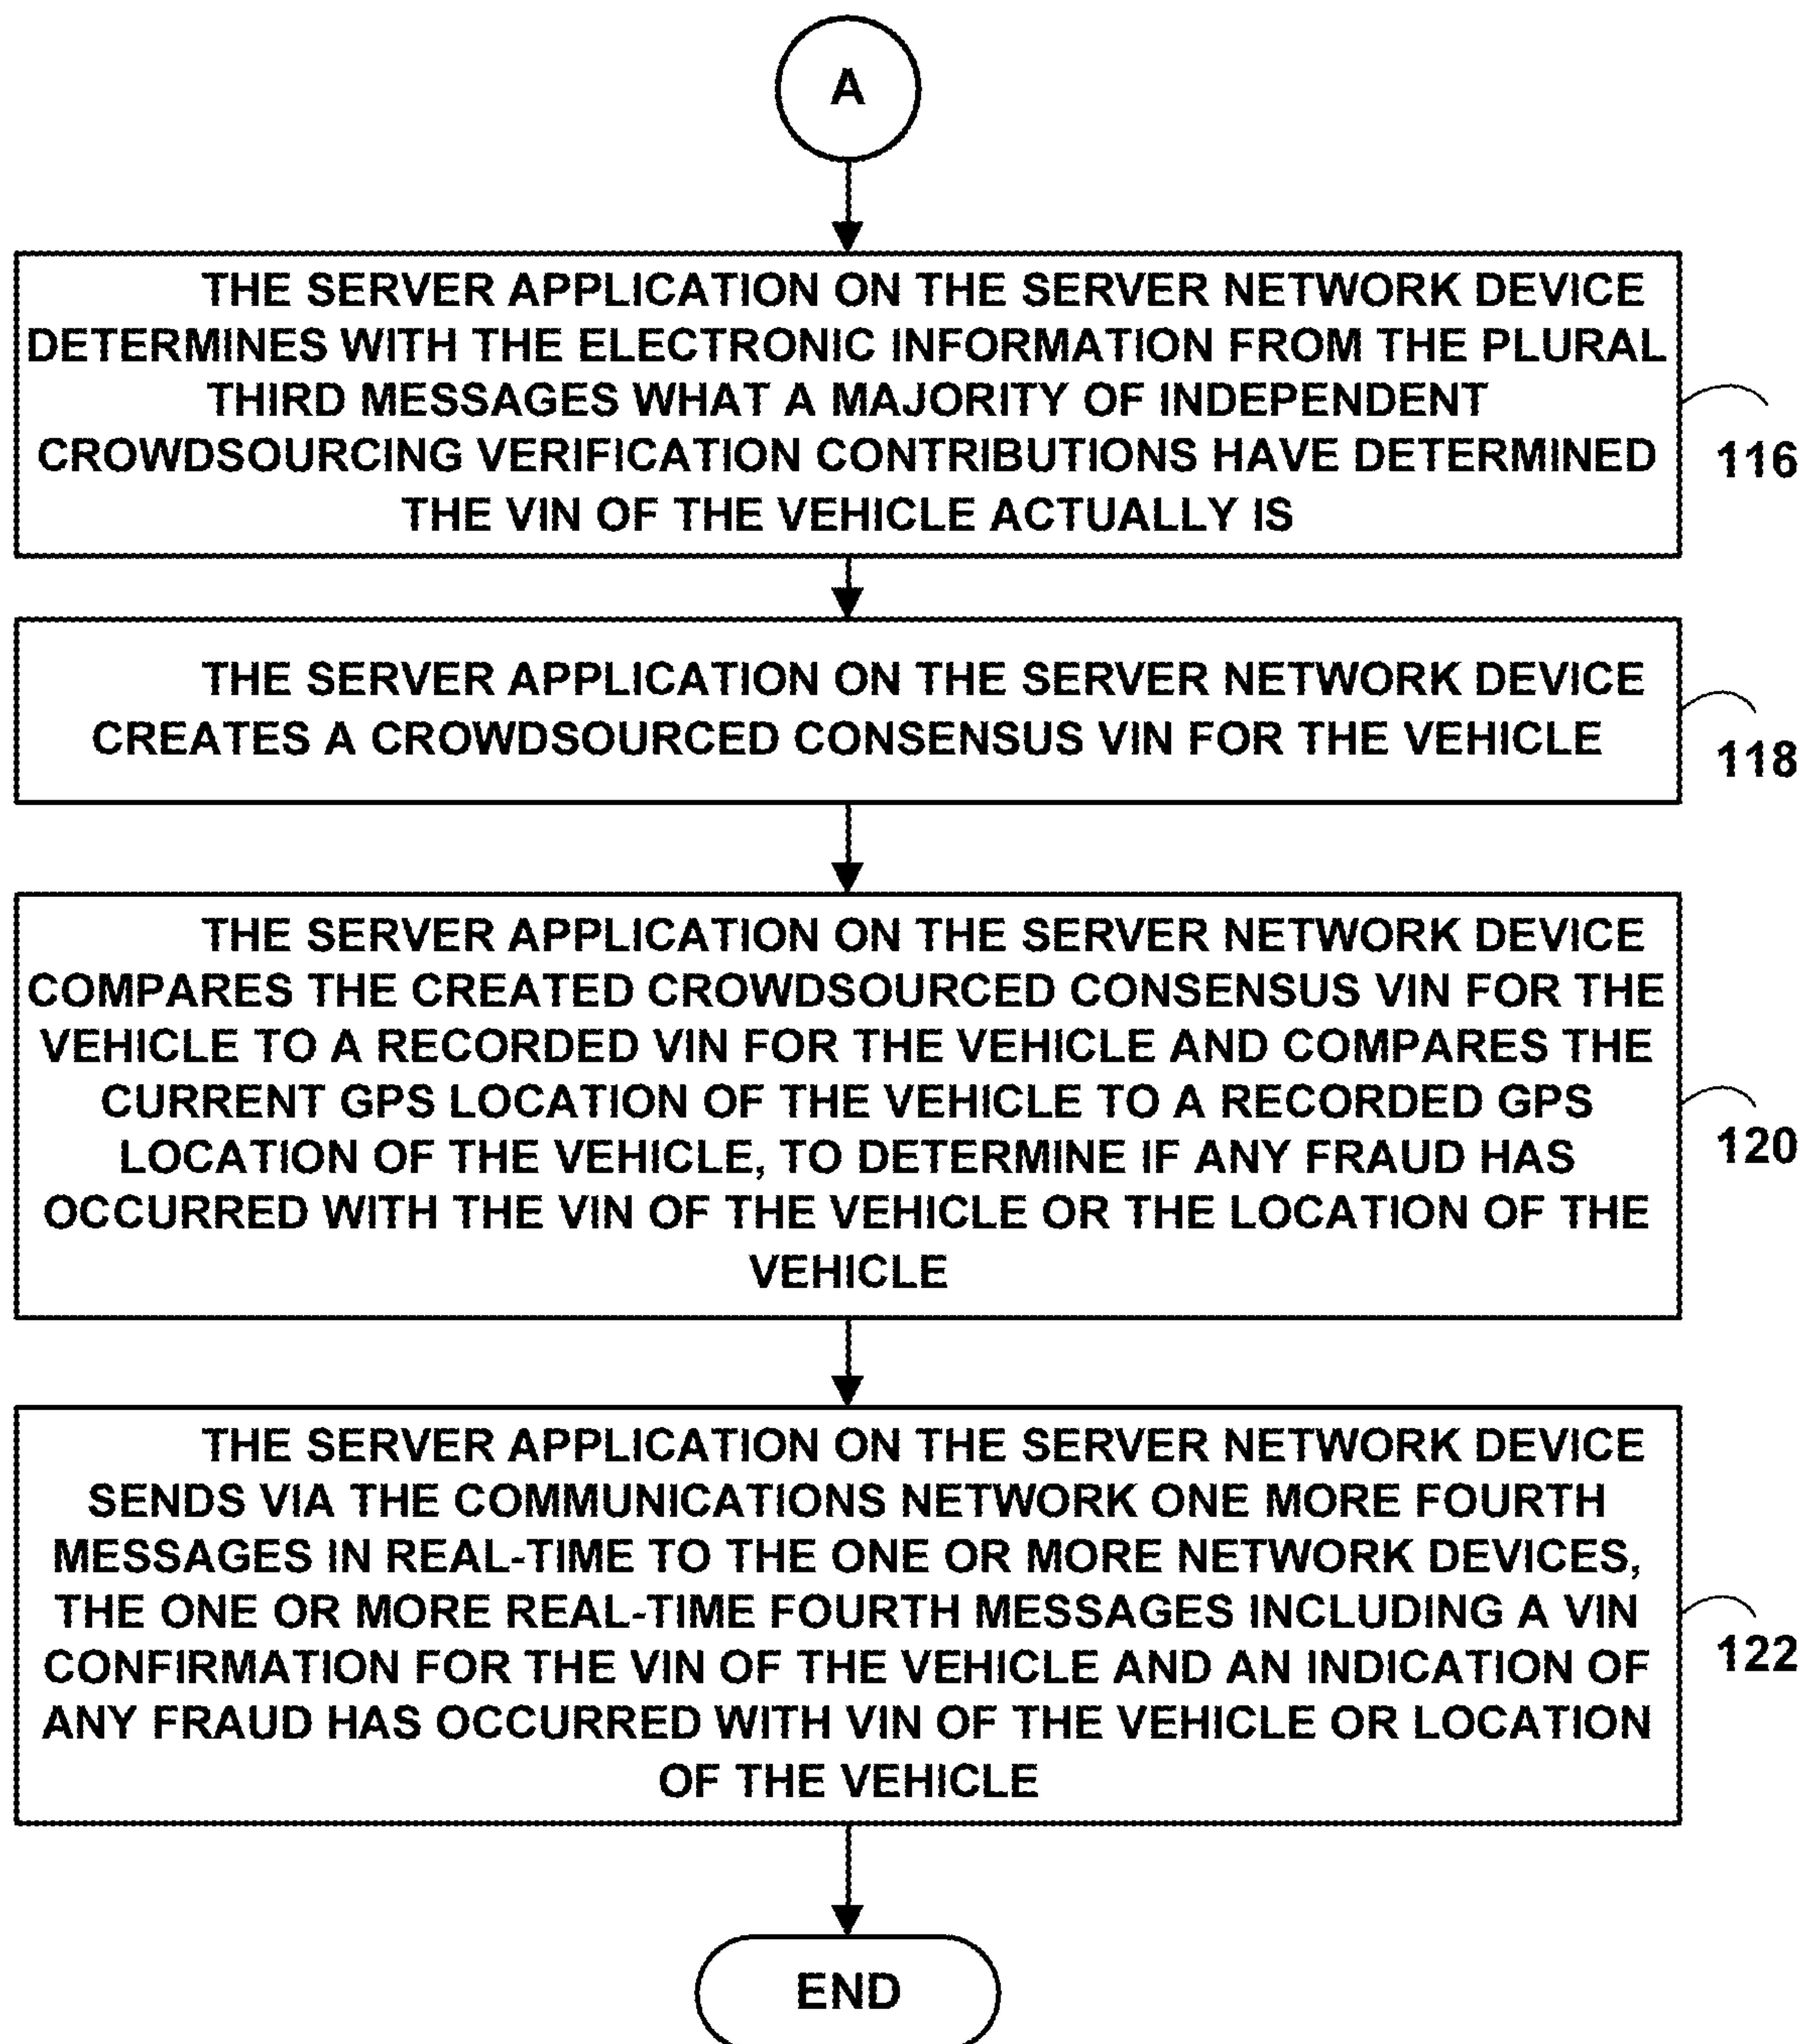 A
THE SERVER APPLICATION ON THE SERVER NETWORK DEVICE
DETERMINES WITH THE ELECTRONIC INFORMATION FROM THE PLURAL
THIRD MESSAGES WHAT A MAJORITY OF INDEPENDENT
CROWDSOURCING VERIFICATION CONTRIBUTIONS HAVE DETERMINED
THE VIN OF THE VEHICLE ACTUALLY IS
116
THE SERVER APPLICATION ON THE SERVER NETWORK DEVICE
CREATES A CROWDSOURCED CONSENSUS VIN FOR THE VEHICLE
118
THE SERVER APPLICATION ON THE SERVER NETWORK DEVICE
COMPARES THE CREATED CROWDSOURCED CONSENSUS VIN FOR THE
VEHICLE TO A RECORDED VIN FOR THE VEHICLE AND COMPARES THE
CURRENT GPS LOCATION OF THE VEHICLE TO A RECORDED GPS
LOCATION OF THE VEHICLE, TO DETERMINE IF ANY FRAUD HAS
OCCURRED WITH THE VIN OF THE VEHICLE OR THE LOCATION OF THE
VEHICLE
120
THE SERVER APPLICATION ON THE SERVER NETWORK DEVICE
SENDS VIA THE COMMUNICATIONS NETWORK ONE MORE FOURTH
MESSAGES IN REAL-TIME TO THE ONE OR MORE NETWORK DEVICES,
THE ONE OR MORE REAL-TIME FOURTH MESSAGES INCLUDING A VIN
CONFIRMATION FOR THE VIN OF THE VEHICLE AND AN INDICATION OF
ANY FRAUD HAS OCCURRED WITH VIN OF THE VEHICLE OR LOCATION
OF THE VEHICLE
122
END